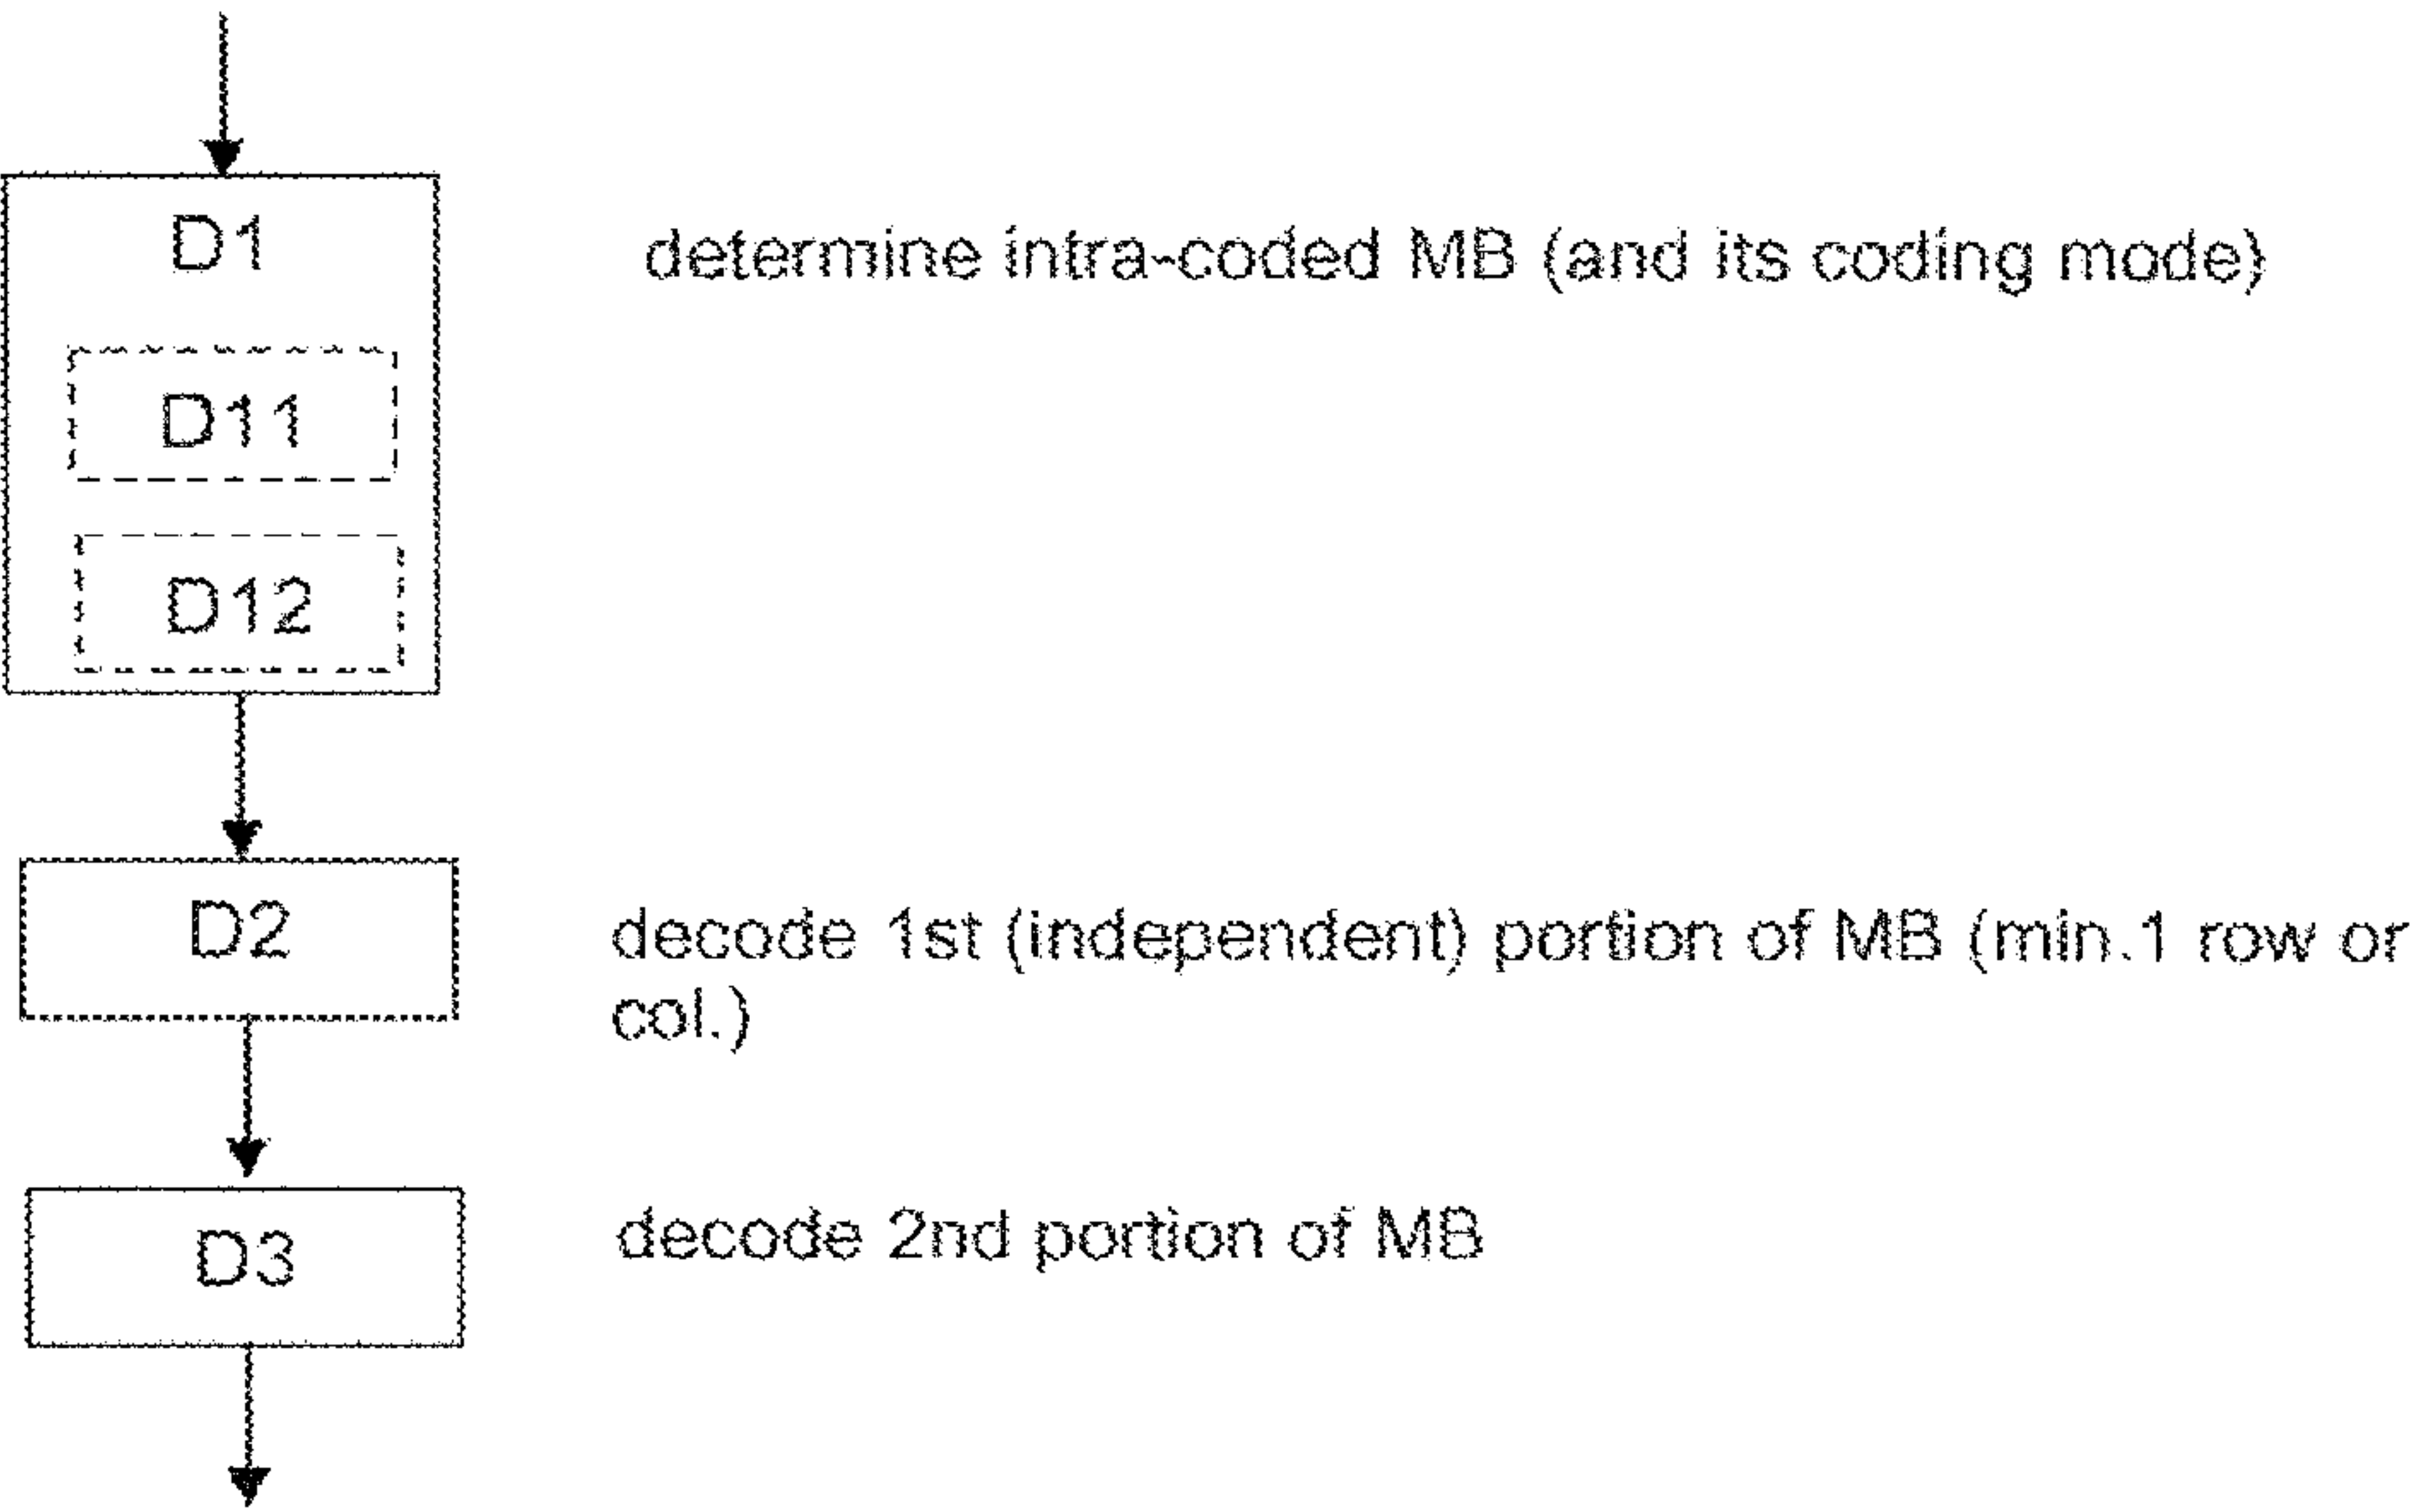 D1
determine intra-coded MB (and its coding mode)
D11
D12
D2
decode 1st (independent) portion of MB (min.1 row or
col.)
D3
decode 2nd portion of MB